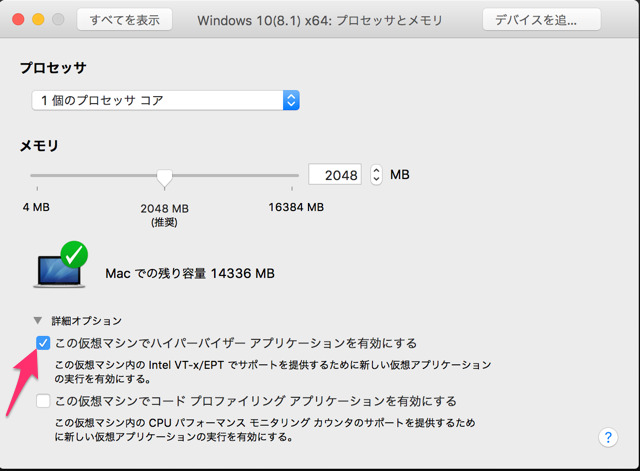 すべてを表示
Windows 10(8.1) x64: プロセッサとメモリ
デバイスを追...
プロセッサ
1 個のプロセッサ コア
メモリ
2048 MB
4 MB
2048 MB
16384 MB
(推奨)
Mac での残り容量 14336 MB
詳細オプション
この仮想マシンでハイパーバイザー アプリケーションを有効にする
この仮想マシン内の Intel VT-x/EPT でサポートを提供するために新しい仮想アプリケーション
の実行を有効にする。
この仮想マシンでコード プロファイリング アプリケーションを有効にする
この仮想マシン内の CPU パフォーマンス モニタリング カウンタのサポートを提供するため
に新しい仮想アプリケーションの実行を有効にする。
?